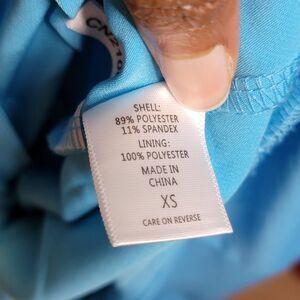 SHELL:
89% POLYESTER
11% SPANDEX
LINING:
100% POLYESTER
MADE IN
CHINA
XS
CARE ON REVERSE